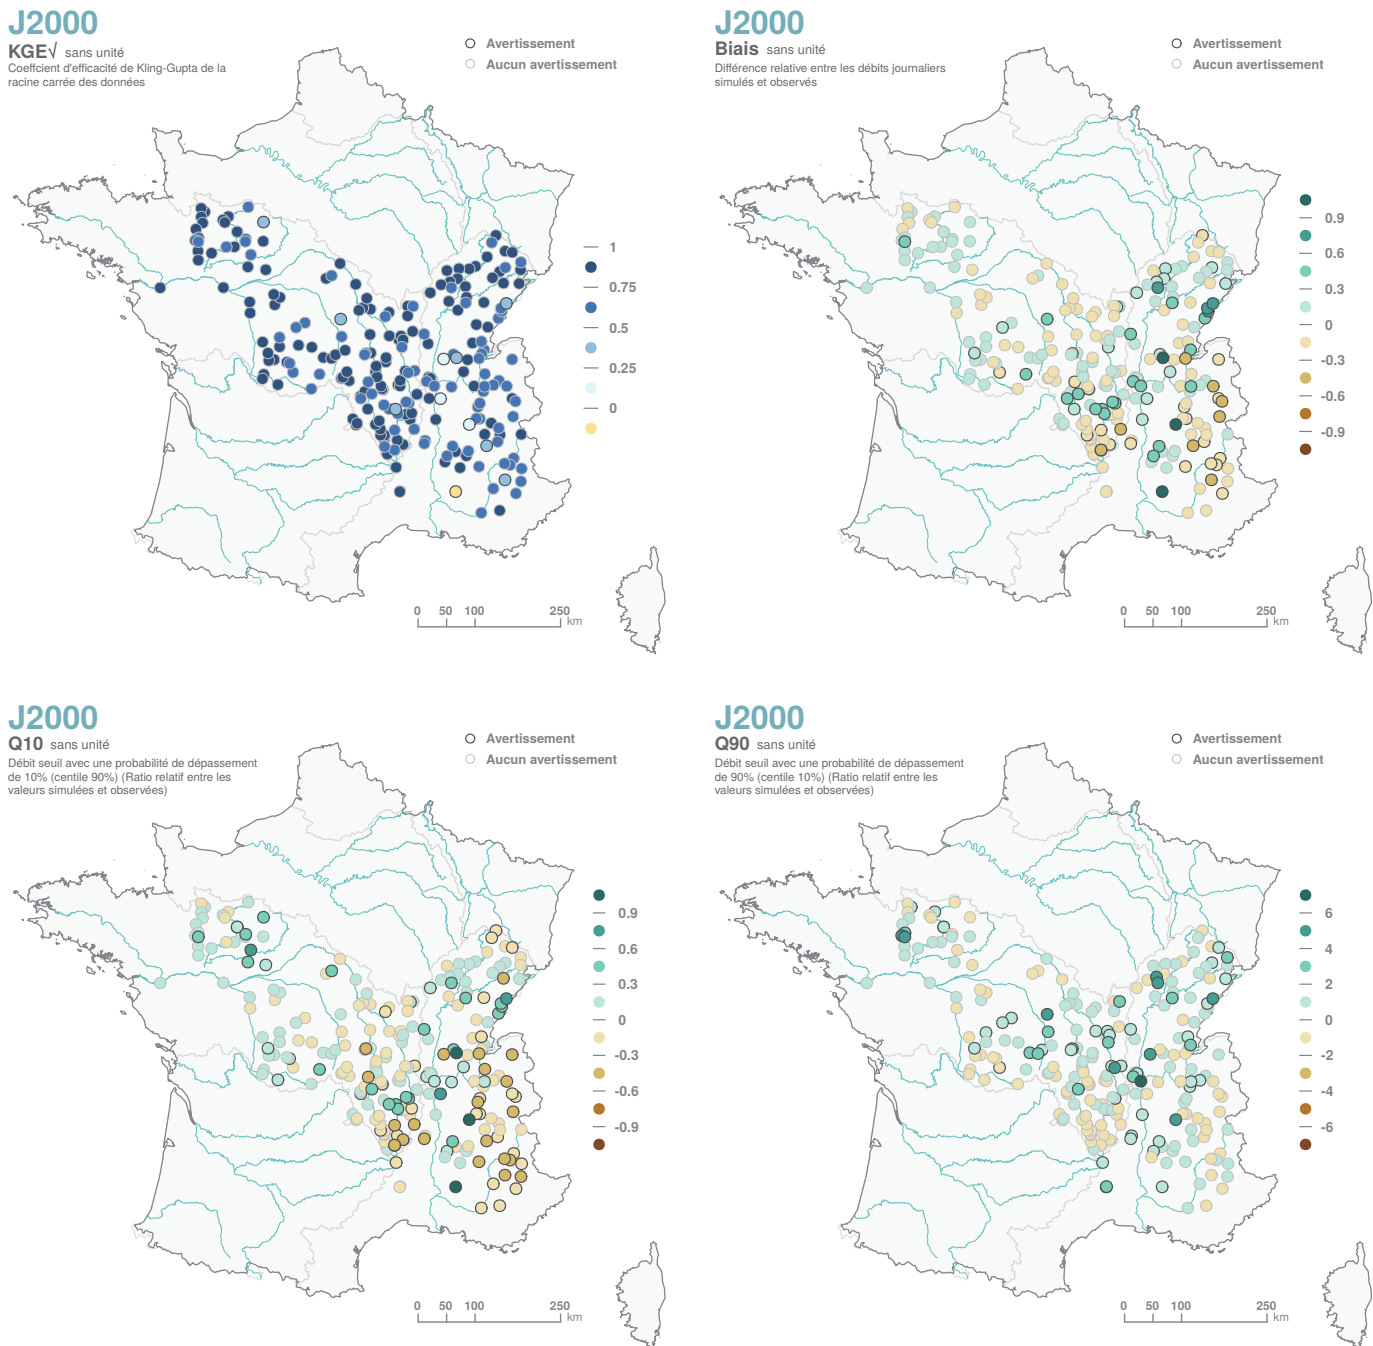 J2000
KGE√ sans unité
Coeffcient d'efficacité de Kling-Gupta de la
racine carrée des données
Avertissement
Aucun avertissement
1
0.75
0.5
0.25
0
0 50 100 250
km
J2000
Biais sans unité
Différence relative entre les débits journaliers
simulés et observés
Avertissement
Aucun avertissement
0.9
0.6
0.3
0
-0.3
-0.6
-0.9
0 50 100 250
km
J2000
Q10 sans unité
Débit seuil avec une probabilité de dépassement
de 10% (centile 90%) (Ratio relatif entre les
valeurs simulées et observées)
Avertissement
Aucun avertissement
0.9
0.6
0.3
0
-0.3
-0.6
-0.9
0 50 100 250
km
J2000
Q90 sans unité
Débit seuil avec une probabilité de dépassement
de 90% (centile 10%) (Ratio relatif entre les
valeurs simulées et observées)
Avertissement
Aucun avertissement
6
4
2
0
-2
-4
-6
0 50 100 250
km